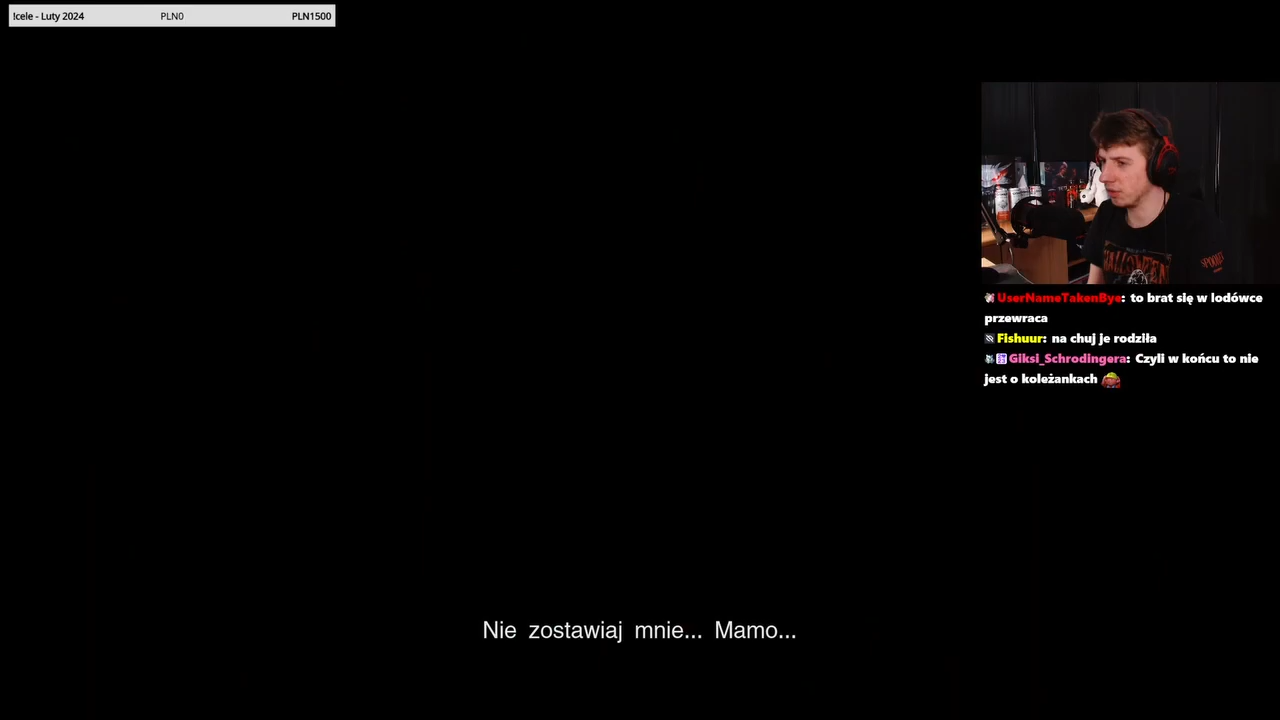 !cele - Luty 2024 PLN0 PLN1500
HALLOWEEN
UserNameTakenBye: to brat się w lodówce
przewraca
Fishuur: na chuj je rodziła
Giksi_Schrodingera: Czyli w końcu to nie
jest o koleżankach
Nie zostawiaj mnie... Mamo...